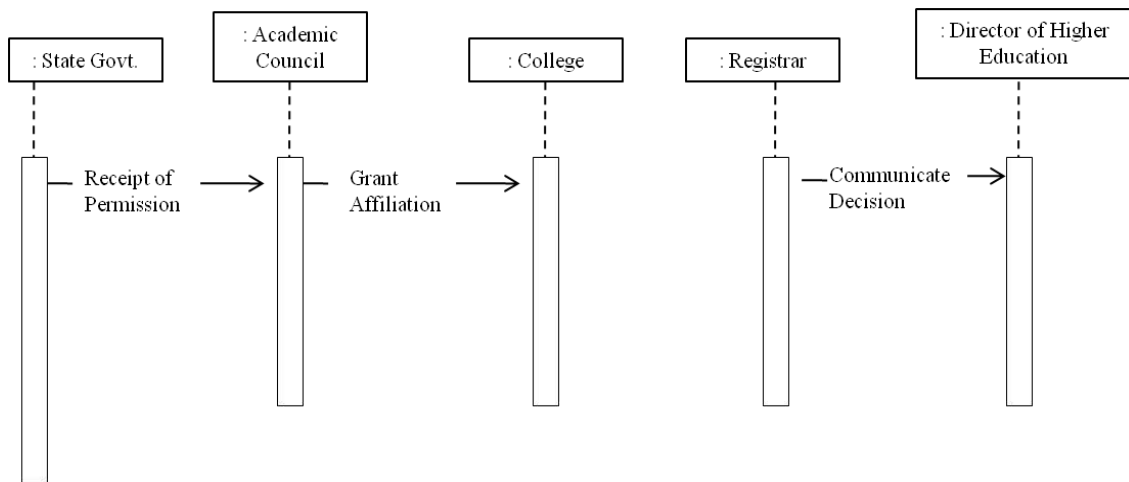 : State Govt.
: Academic
Council
: College
: Registrar
: Director of Higher
Education
Receipt of
Permission
Grant
Affiliation
Communicate
Decision